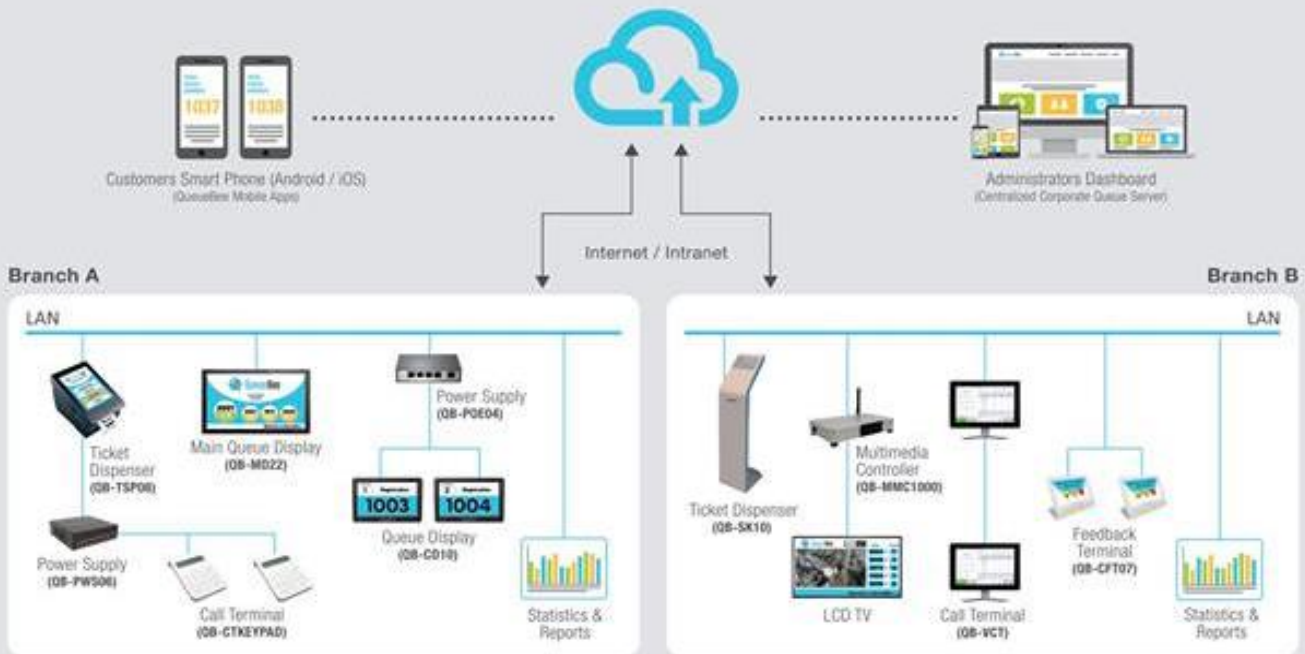 1037
1038
Customers Smart Phone (Android / iOS)
(QueueBee Mobile Apps)
Administrators Dashboard
(Centralized Corporate Queue Server)
Internet / Intranet
Branch A
Branch B
LAN
LAN
Ticket
Dispenser
(QB-TSP08)
Main Queue Display
(QB-MD22)
Power Supply
(QB-POE04)
1003
1004
Queue Display
(QB-CD10)
Power Supply
(QB-PWS06)
Call Terminal
(QB-CTKEYPAD)
Statistics &
Reports
Ticket Dispenser
(QB-SK10)
Multimedia
Controller
(QB-MMC1000)
LCD TV
Call Terminal
(QB-VCT)
Feedback
Terminal
(QB-CFT07)
Statistics &
Reports